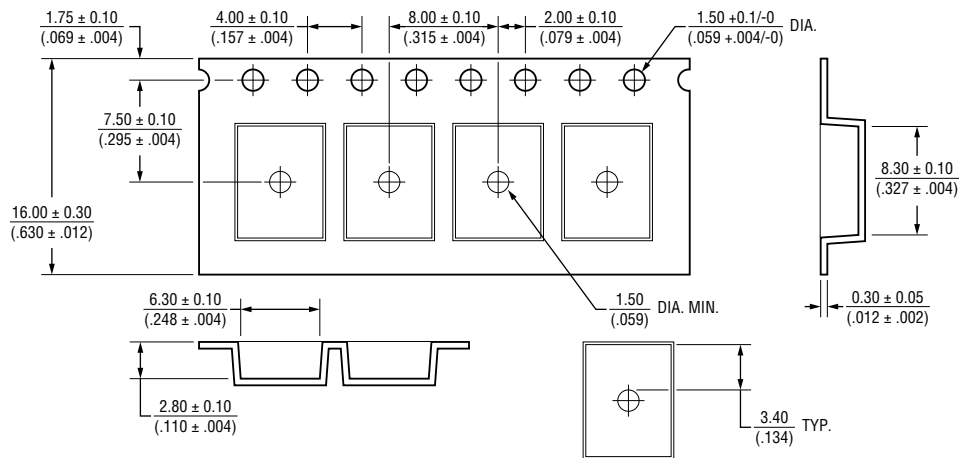 1.75 ± 0.10
(.069 ± .004)
4.00 ± 0.10
(.157 ± .004)
8.00 ± 0.10
(.315 ± .004)
2.00 ± 0.10
(.079 ± .004)
1.50 +0.1/-0 DIA.
(.059 +.004/-0)
7.50 ± 0.10
(.295 ± .004)
8.30 ± 0.10
(.327 ± .004)
16.00 ± 0.30
(.630 ± .012)
6.30 ± 0.10
(.248 ± .004)
1.50 DIA. MIN.
(.059)
0.30 ± 0.05
(.012 ± .002)
2.80 ± 0.10
(.110 ± .004)
3.40 TYP.
(.134)